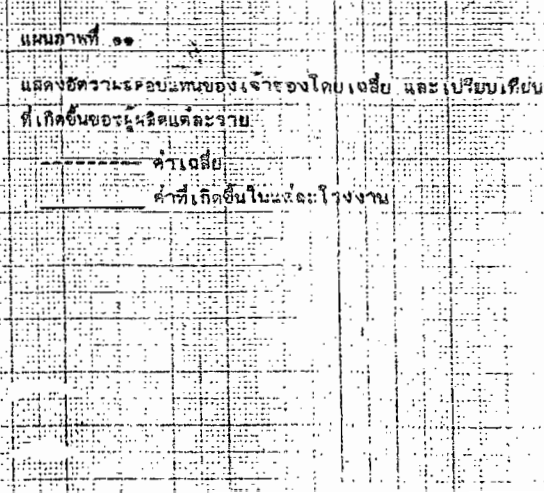 แผนภาพที่ ๑๑
แสดงอัตราผลตอบแทนของเจ้าของโดยเฉลี่ย และเปรียบเทียบ
ที่เกิดขึ้นของผู้ผลิตแต่ละราย
ค่าเฉลี่ย
ค่าที่เกิดขึ้นในแต่ละโรงงาน